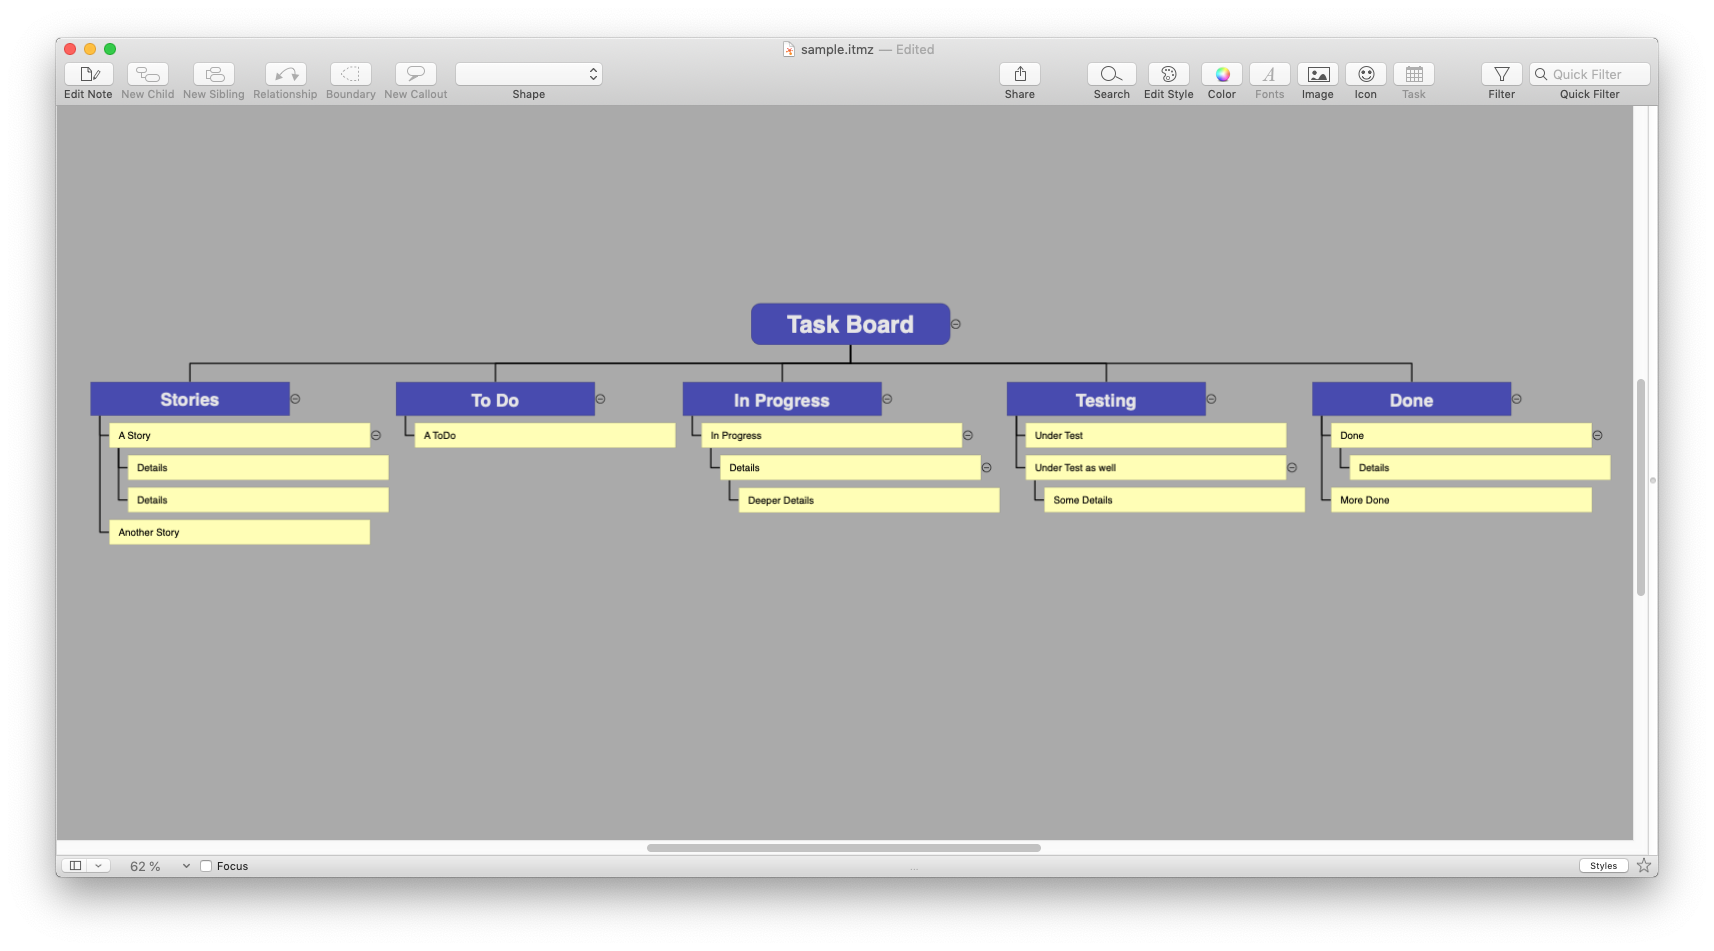 sample.itmz — Edited
Edit Note New Child New Sibling Relationship Boundary New Callout Shape Share Search Edit Style Color Fonts Image Icon Task Filter Quick Filter
Quick Filter
Task Board
Stories To Do In Progress Testing Done
A Story A ToDo In Progress Under Test Done
Details Details Under Test as well Details
Details Deeper Details Some Details More Done
Another Story
62 % Focus ... Styles